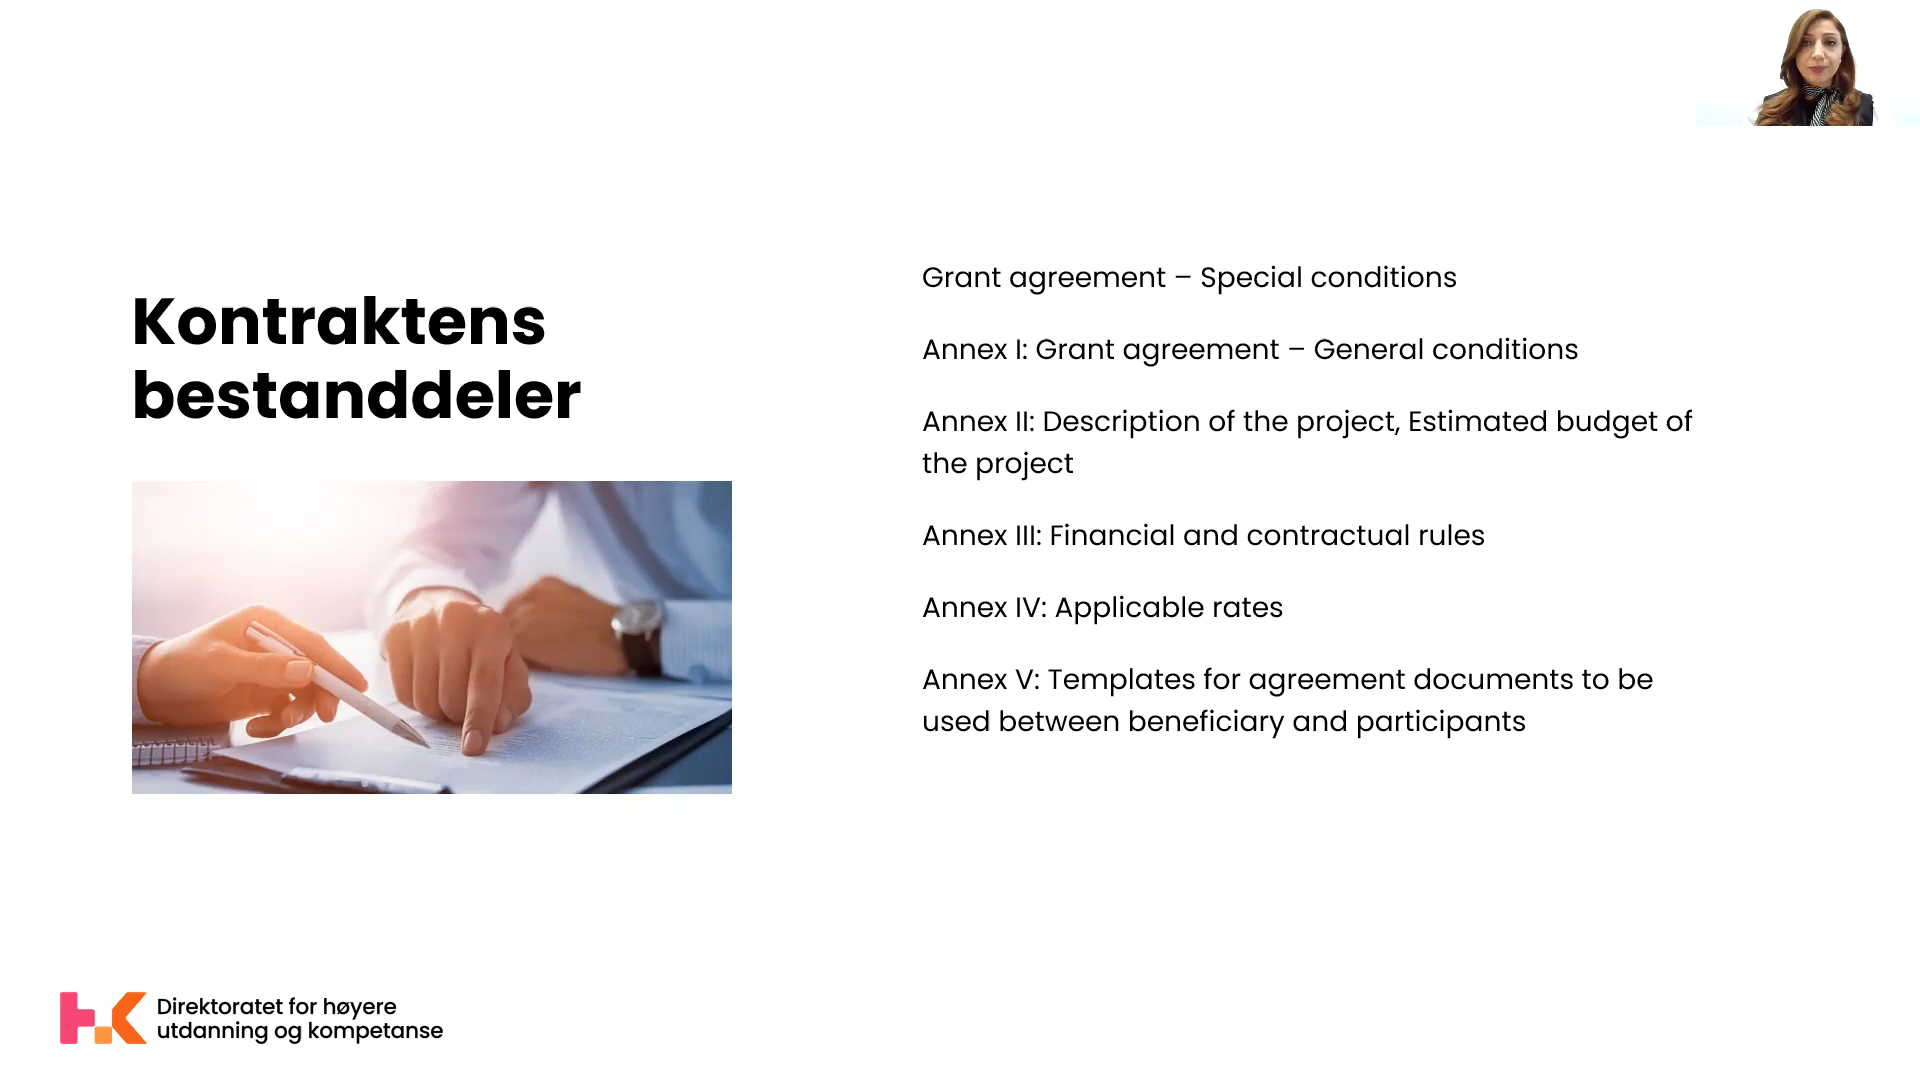 Kontraktens
bestanddeler
Grant agreement – Special conditions
Annex I: Grant agreement – General conditions
Annex II: Description of the project, Estimated budget of
the project
Annex III: Financial and contractual rules
Annex IV: Applicable rates
Annex V: Templates for agreement documents to be
used between beneficiary and participants
Direktoratet for høyere
utdanning og kompetanse